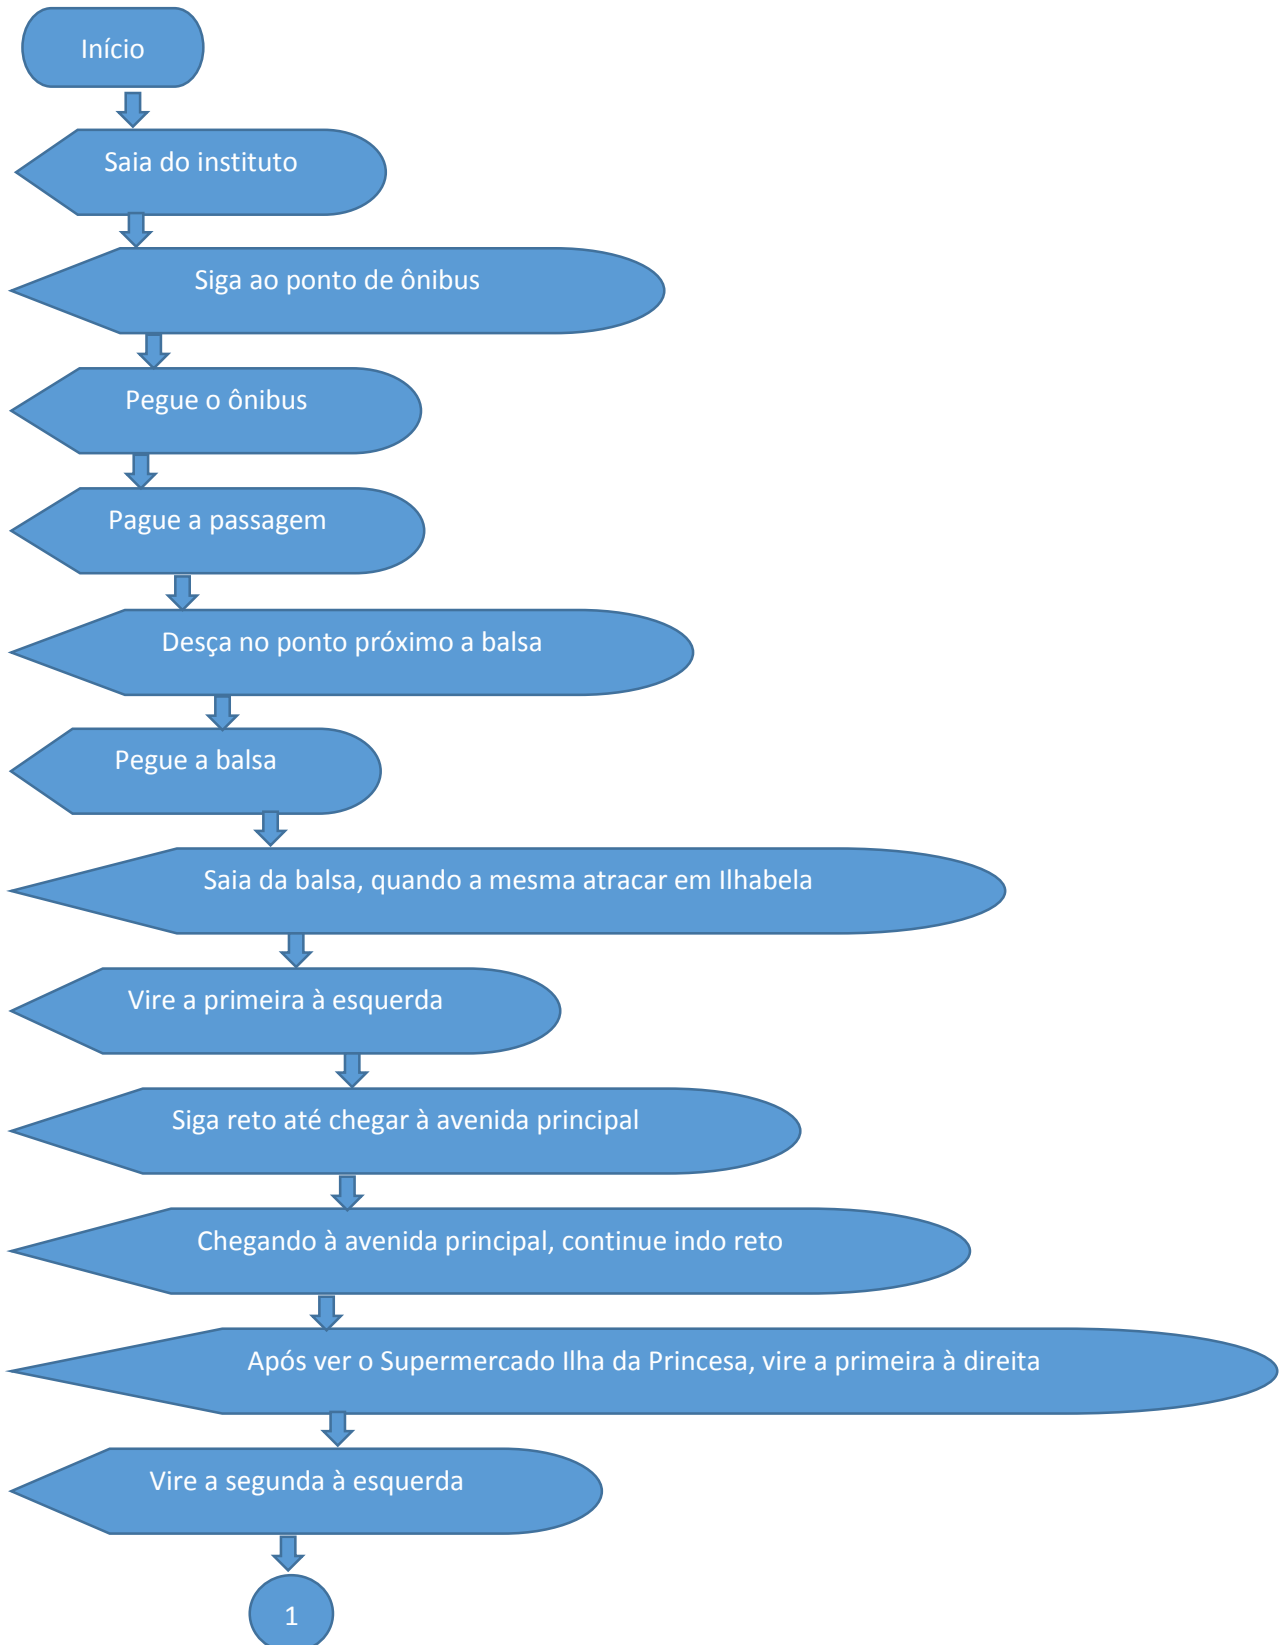 Início
Saia do instituto
Siga ao ponto de ônibus
Pegue o ônibus
Pague a passagem
Desça no ponto próximo a balsa
Pegue a balsa
Saia da balsa, quando a mesma atracar em Ilhabela
Vire a primeira à esquerda
Siga reto até chegar à avenida principal
Chegando à avenida principal, continue indo reto
Após ver o Supermercado Ilha da Princesa, vire a primeira à direita
Vire a segunda à esquerda
1